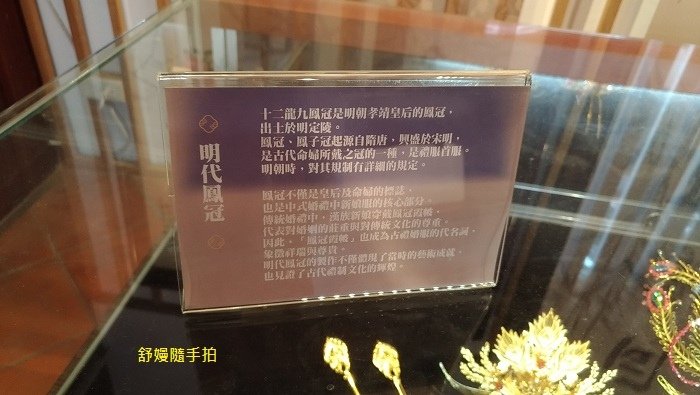 明代鳳冠
十二龍九鳳冠是明朝孝靖皇后的鳳冠，
出土於明定陵。
鳳冠、鳳子冠起源自隋唐，興盛於宋明，
是古代命婦所戴之冠的一種，是禮服首服。
明朝時，對其規制有詳細的規定。
鳳冠不僅是皇后及命婦的標誌，
也是中式婚禮中新娘服的核心部分。
傳統婚禮中，漢族新娘穿戴鳳冠霞帔，
代表對婚姻的莊重與對傳統文化的尊重。
因此，「鳳冠霞帔」也成為古禮婚服的代名詞，
象徵祥瑞與尊貴。
明代鳳冠的製作不僅體現了當時的藝術成就，
也見證了古代禮制文化的輝煌。
舒嫚隨手拍